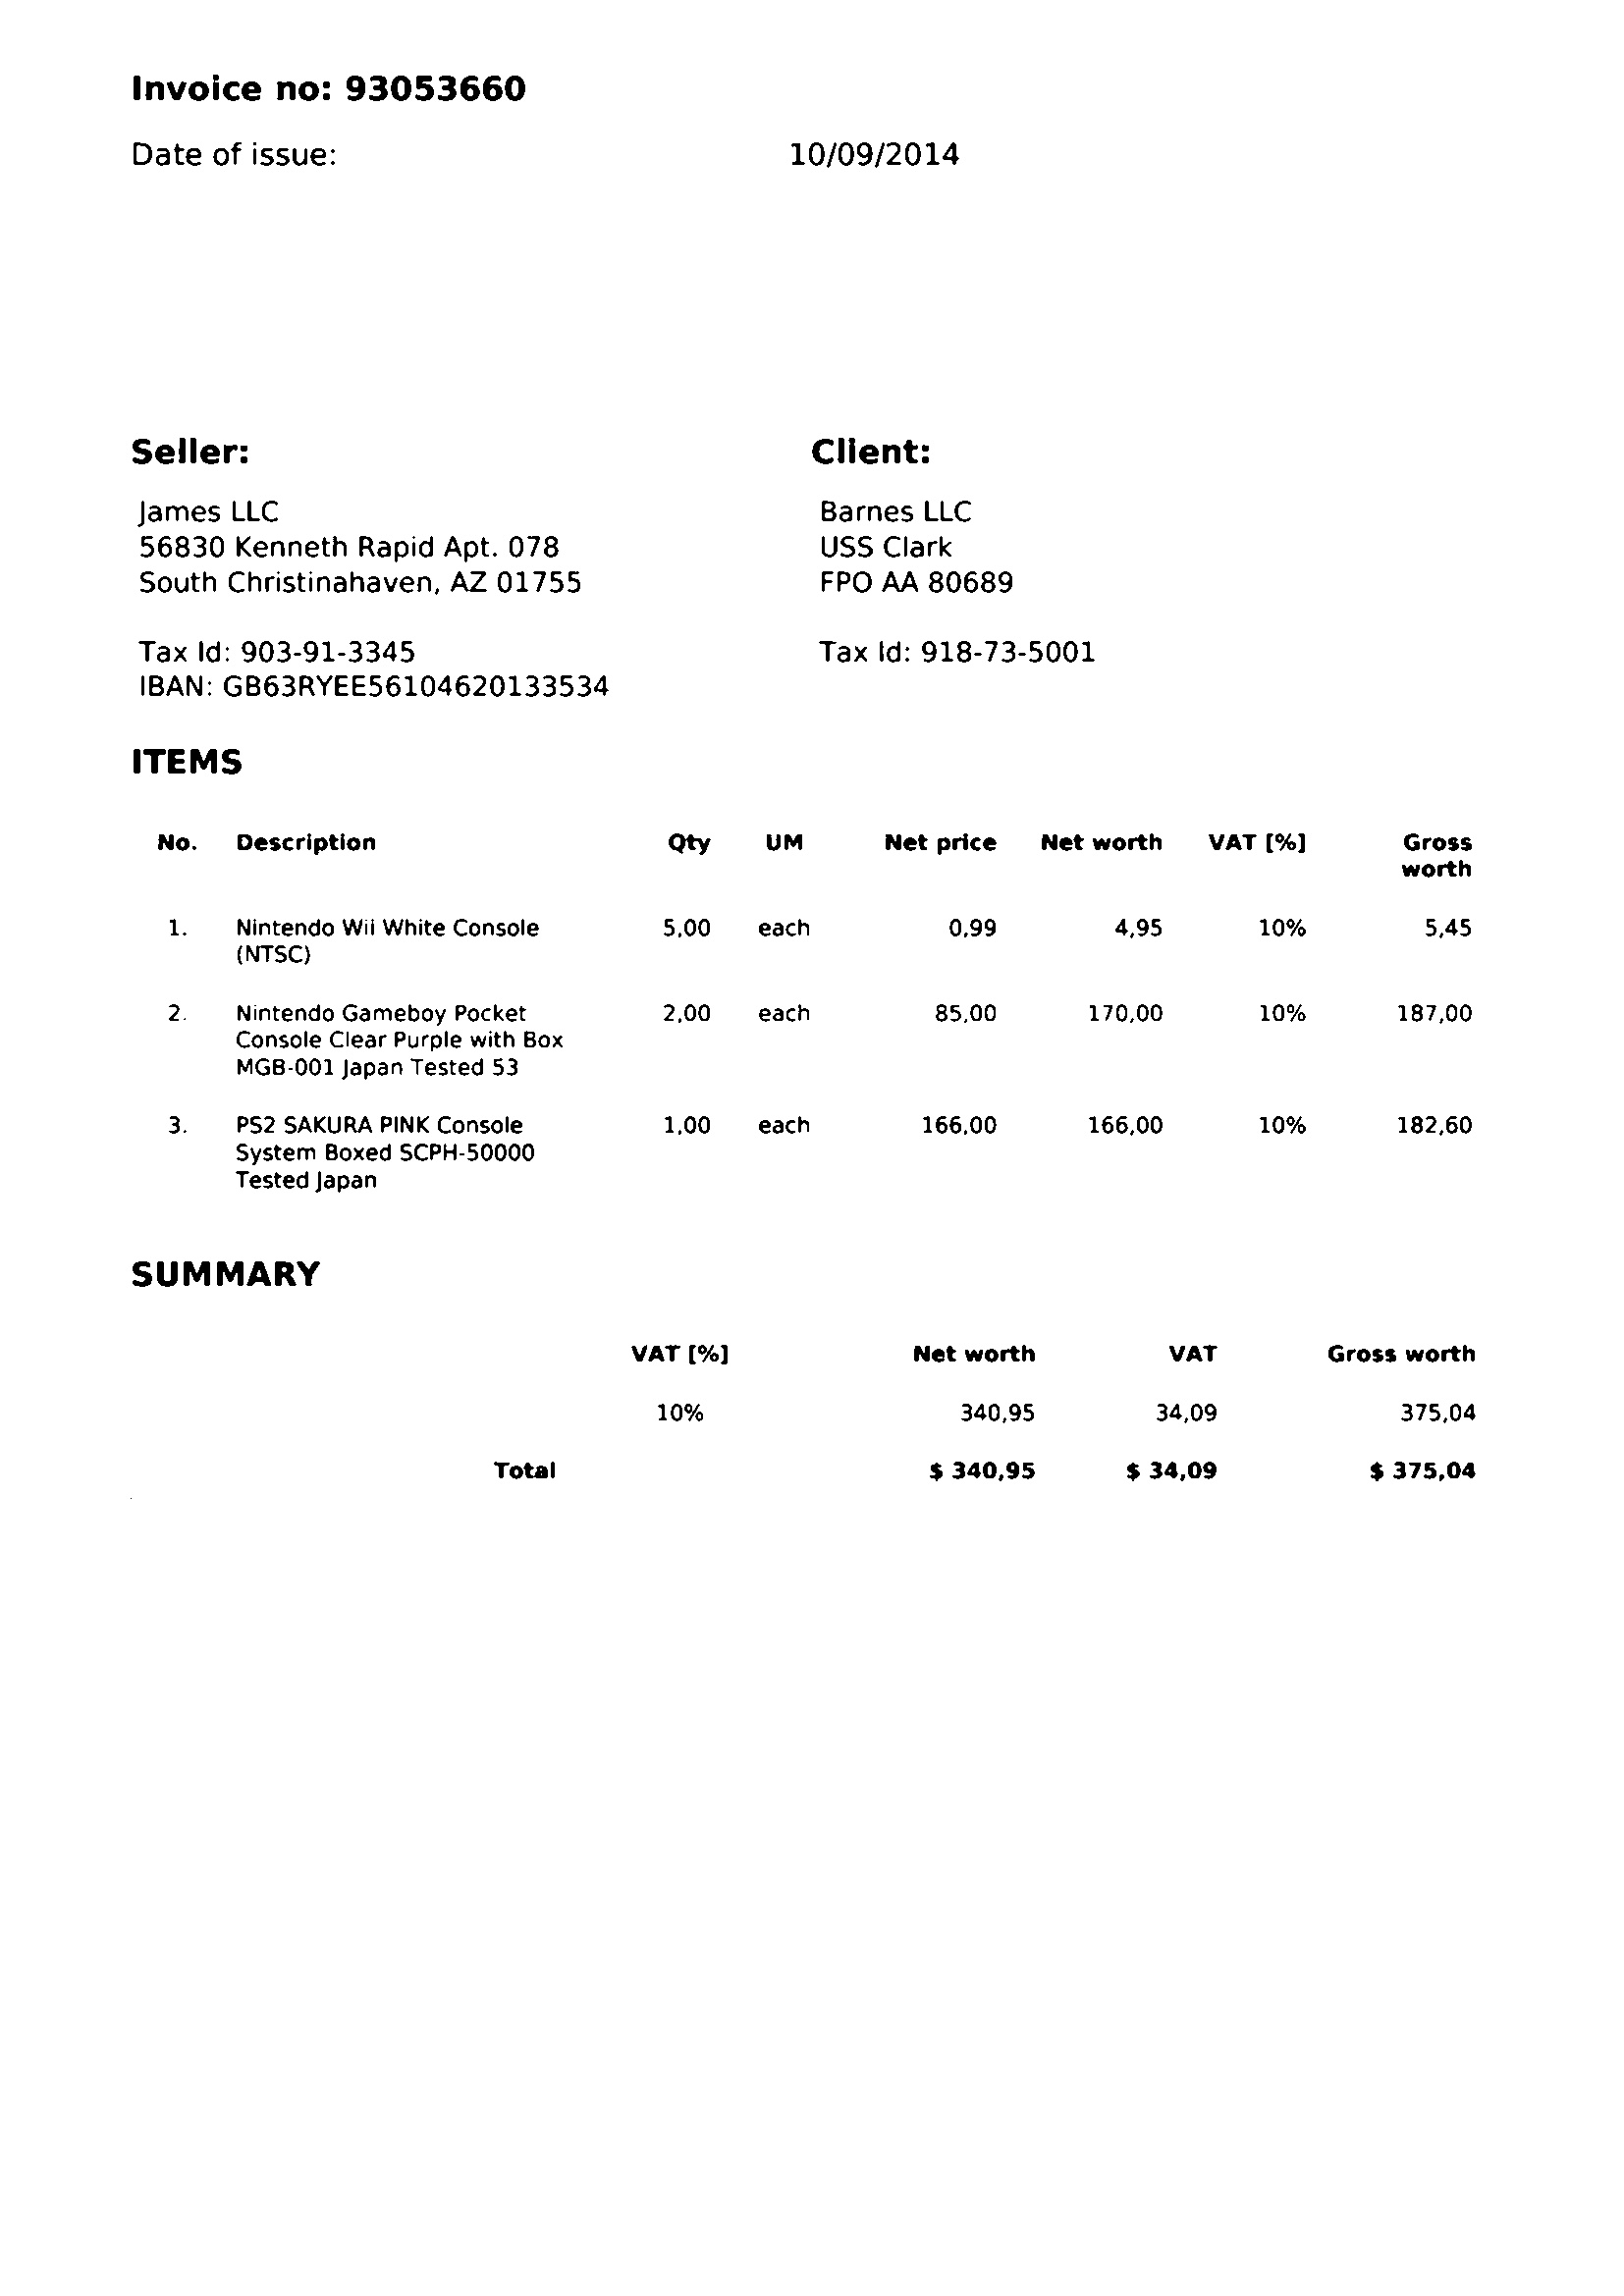 Invoice no: 93053660
Date of issue: 10/09/2014
Seller: Client:
James LLC Barnes LLC
56830 Kenneth Rapid Apt. 078 USS Clark
South Christinahaven, AZ 01755 FPO AA 80689
Tax Id: 903-91-3345 Tax Id: 918-73-5001
IBAN: GB63RYEE56104620133534
ITEMS
No. Description Qty UM Net price Net worth VAT [%] Gross
worth
1. Nintendo Wii White Console 5,00 each 0,99 4,95 10% 5,45
(NTSC)
2. Nintendo Gameboy Pocket 2,00 each 85,00 170,00 10% 187,00
Console Clear Purple with Box
MGB-001 Japan Tested 53
3. PS2 SAKURA PINK Console 1,00 each 166,00 166,00 10% 182,60
System Boxed SCPH-50000
Tested Japan
SUMMARY
VAT [%] Net worth VAT Gross worth
10% 340,95 34,09 375,04
Total $ 340,95 $ 34,09 $ 375,04